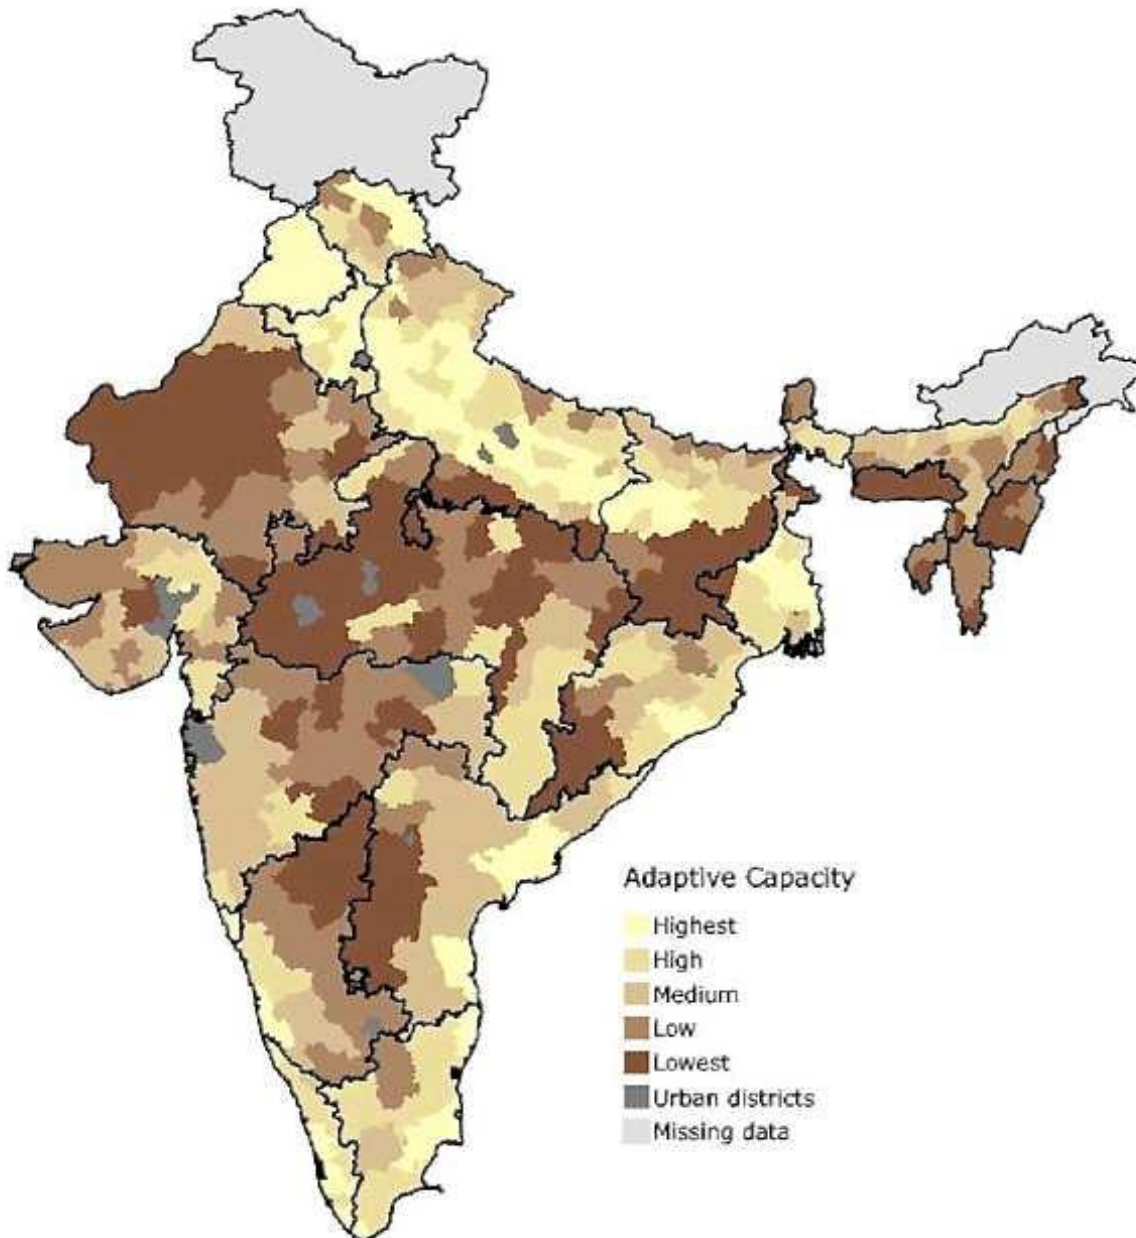 Adaptive Capacity
Highest
High
Medium
Low
Lowest
Urban districts
Missing data